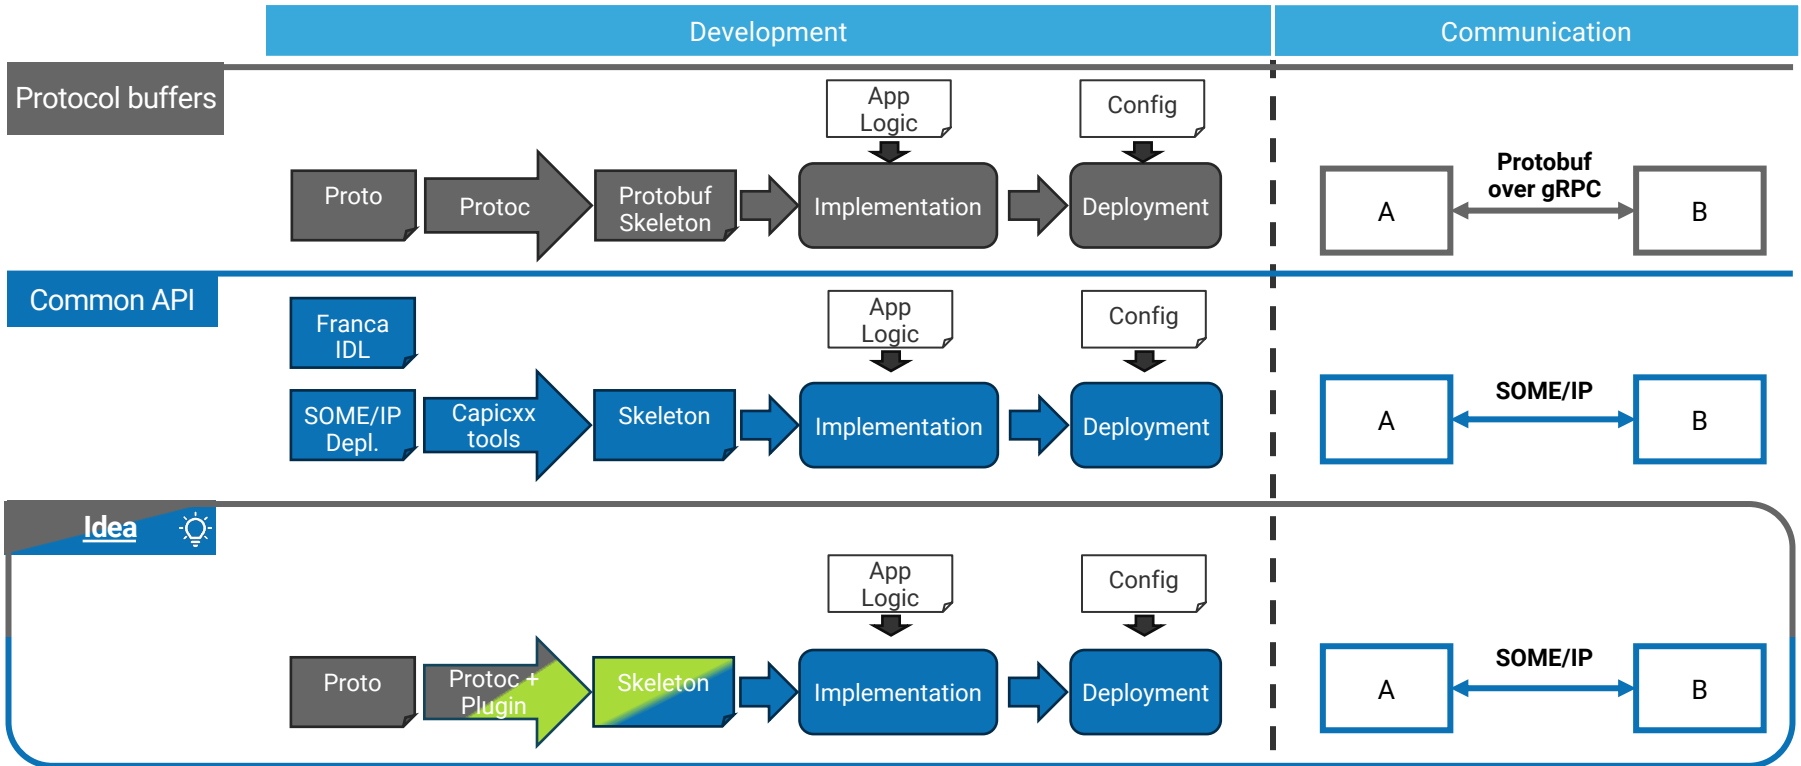 Development
Communication
Protocol buffers
App
Logic
Config
Proto
Protoc
Protobuf
Skeleton
Implementation
Deployment
A
Protobuf
over gRPC
B
Common API
Franca
IDL
App
Logic
Config
SOME/IP
Depl.
Capicxx
tools
Skeleton
Implementation
Deployment
A
SOME/IP
B
Idea
App
Logic
Config
Proto
Protoc +
Plugin
Skeleton
Implementation
Deployment
A
SOME/IP
B